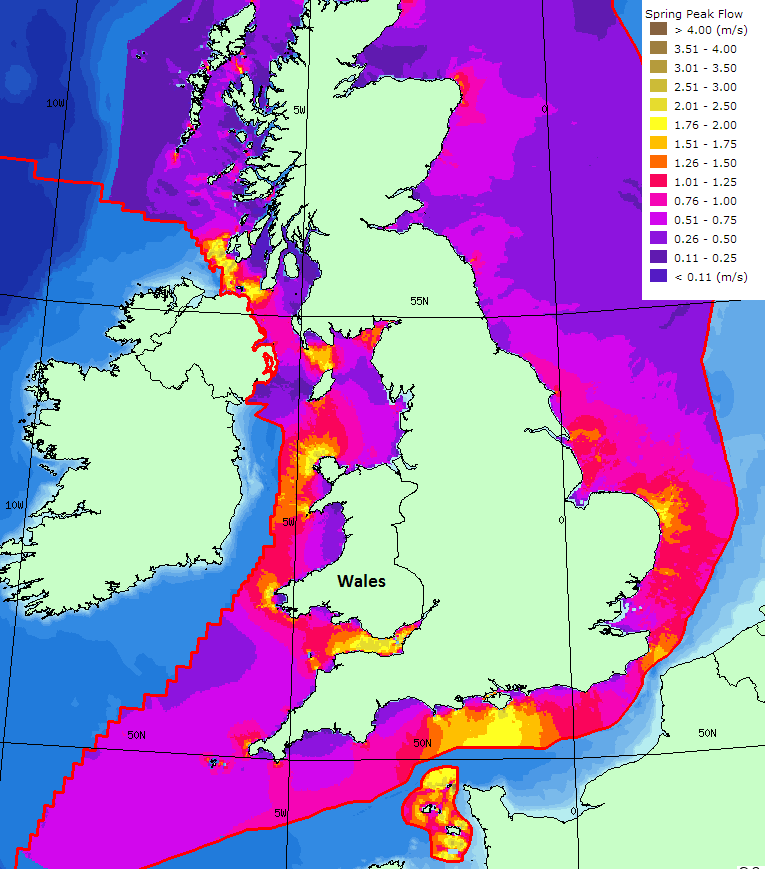 Spring Peak Flow
> 4.00 (m/s)
3.51 - 4.00
3.01 - 3.50
2.51 - 3.00
2.01 - 2.50
1.76 - 2.00
1.51 - 1.75
1.26 - 1.50
1.01 - 1.25
0.76 - 1.00
0.51 - 0.75
0.26 - 0.50
0.11 - 0.25
< 0.11 (m/s)
10W
5W
0
55N
10W
5W
0
Wales
50N
50N
50N
5W
0